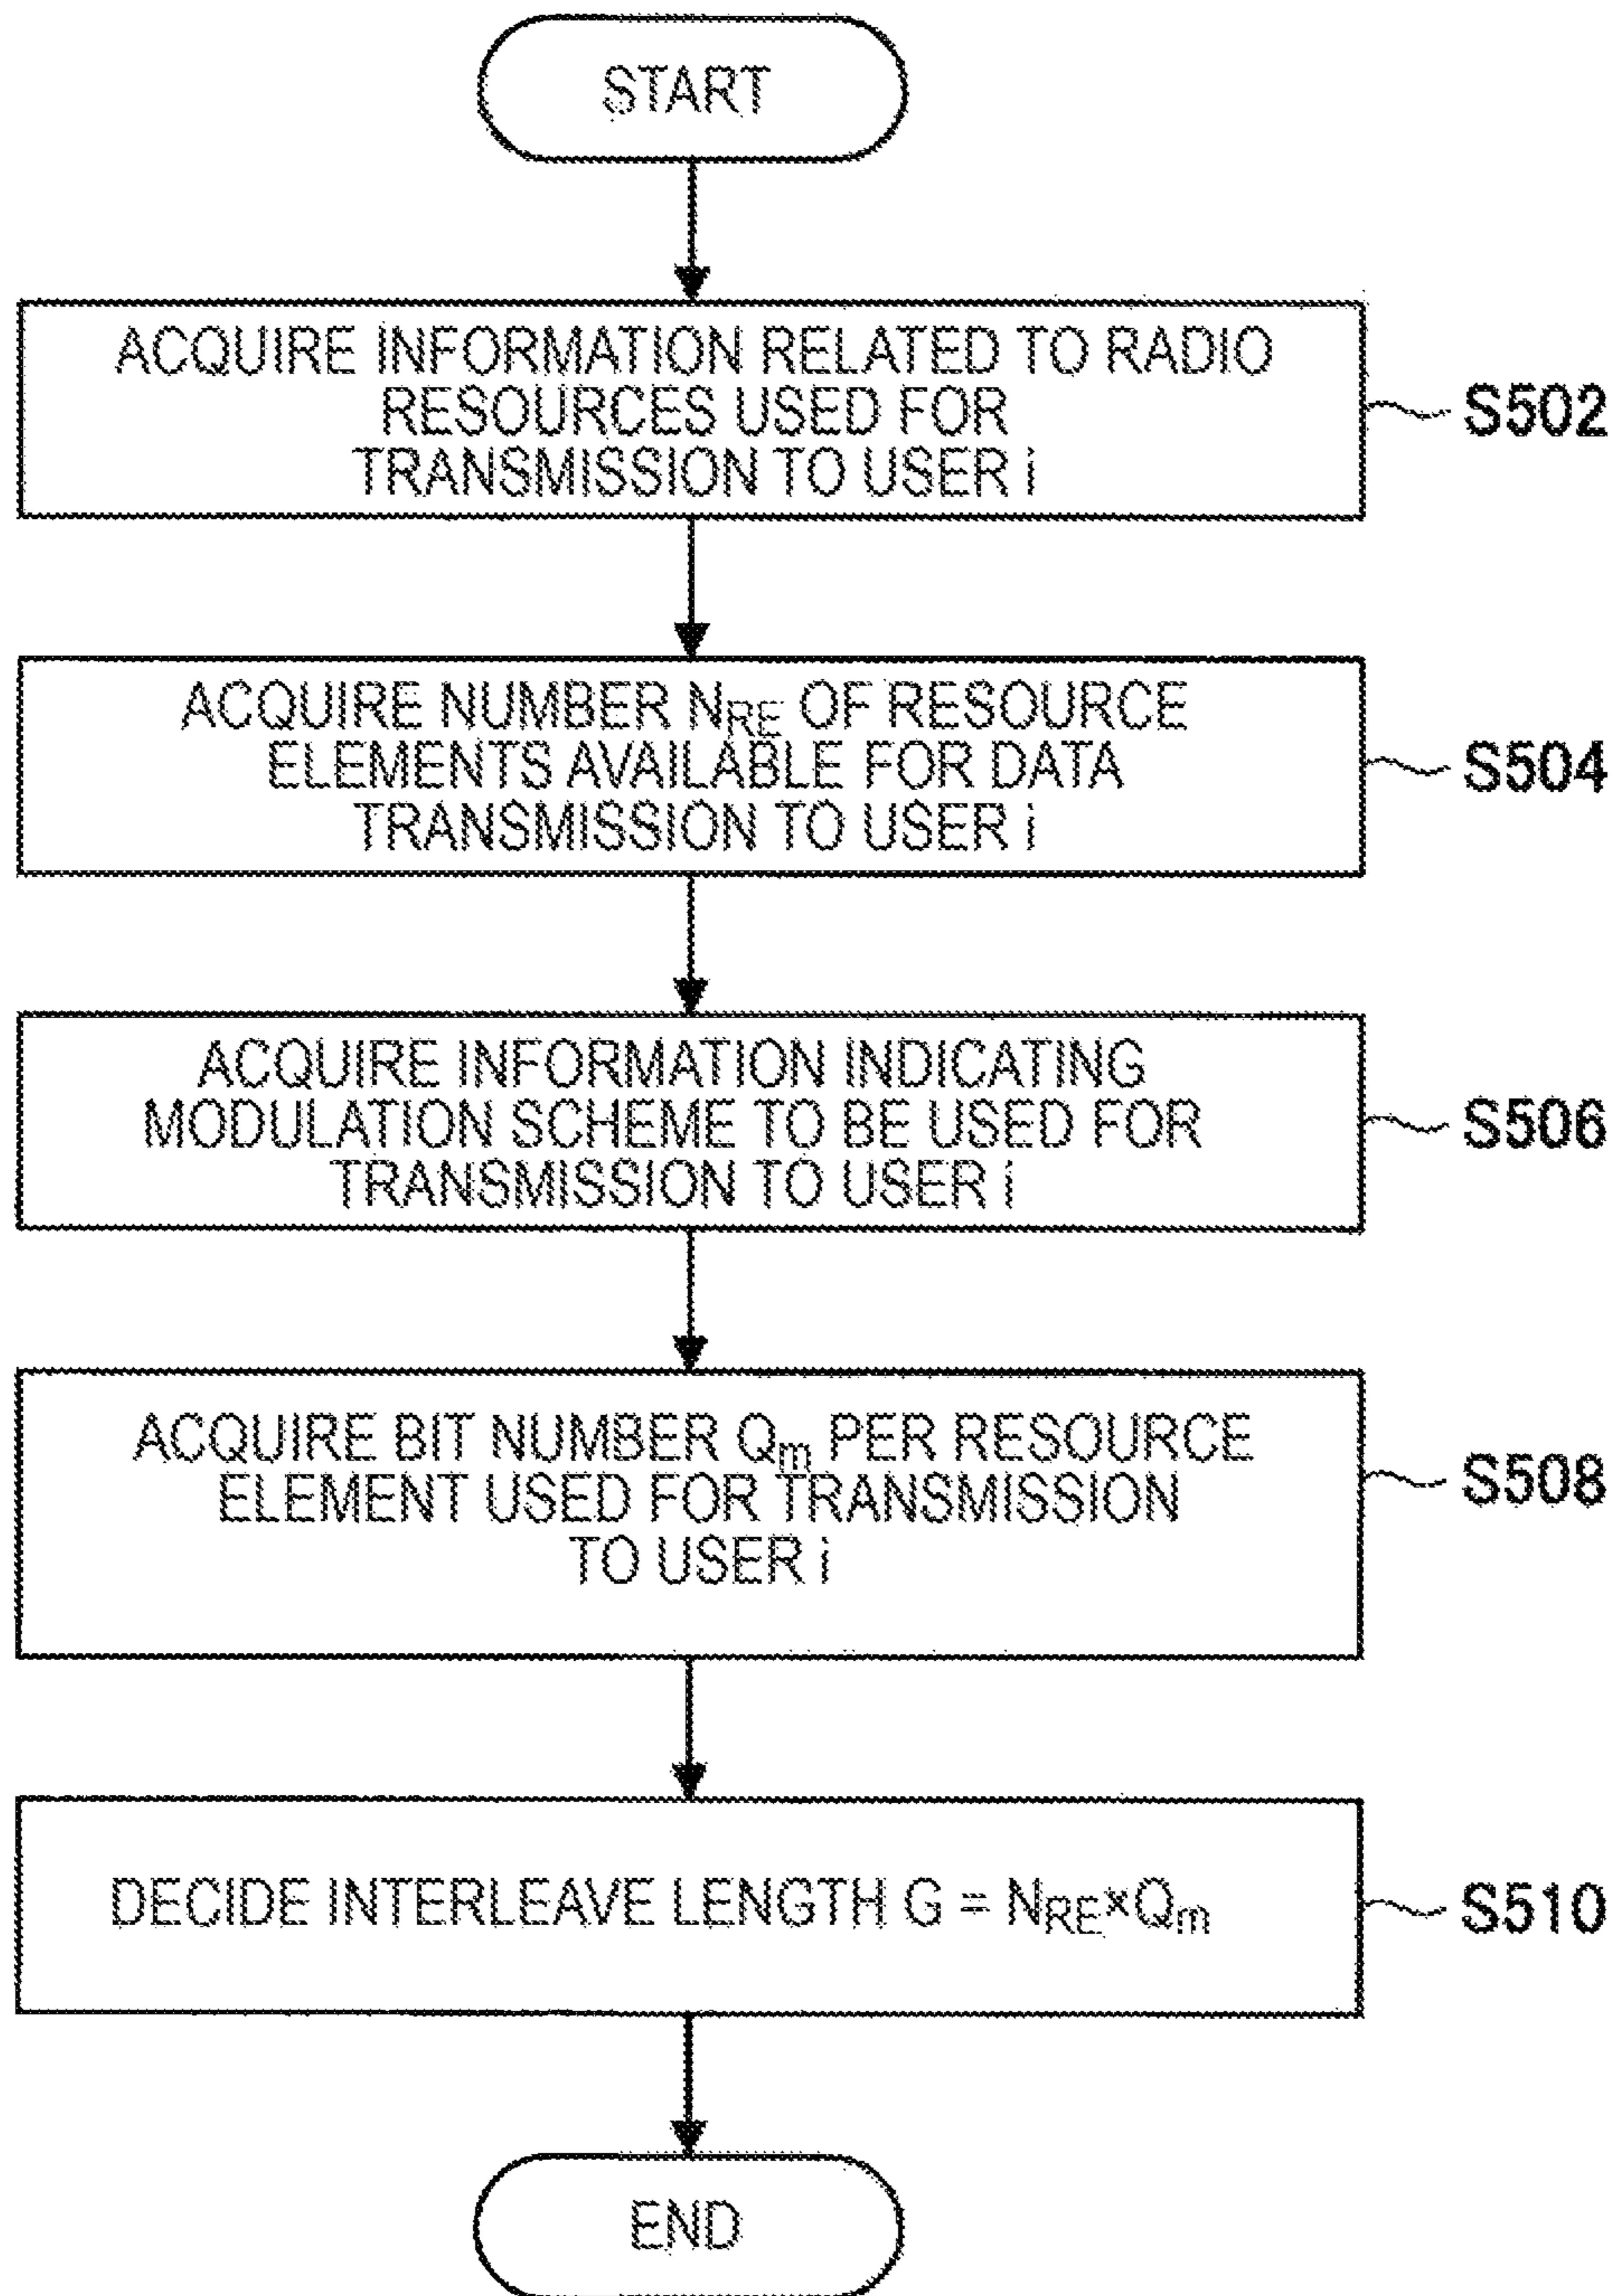 START
ACQUIRE INFORMATION RELATED TO RADIO
RESOURCES USED FOR
TRANSMISSION TO USER i
S502
ACQUIRE NUMBER NRE OF RESOURCE
ELEMENTS AVAILABLE FOR DATA
TRANSMISSION TO USER i
S504
ACQUIRE INFORMATION INDICATING
MODULATION SCHEME TO BE USED FOR
TRANSMISSION TO USER i
S506
ACQUIRE BIT NUMBER Qm PER RESOURCE
ELEMENT USED FOR TRANSMISSION
TO USER i
S508
DECIDE INTERLEAVE LENGTH G = NRE×Qm
S510
END